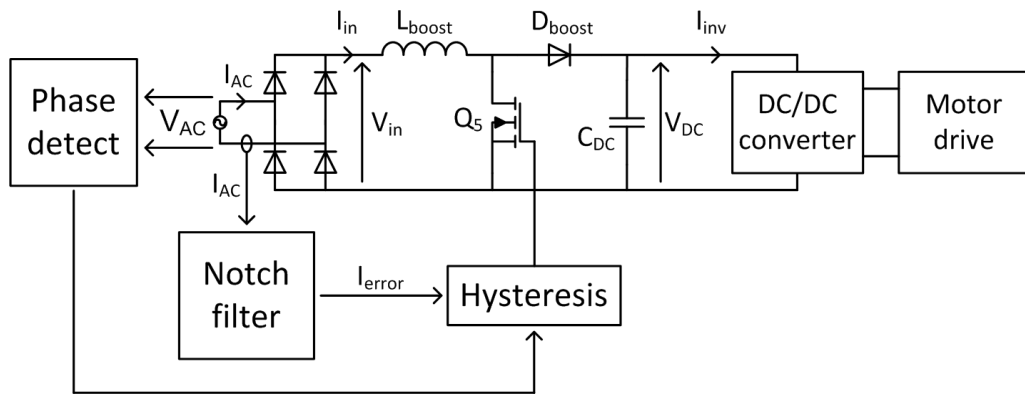 I_in
L_boost
D_boost
I_inv
I_AC
Phase
detect
V_AC
V_in
Q_5
C_DC
V_DC
DC/DC
converter
Motor
drive
I_AC
Notch
filter
I_error
Hysteresis